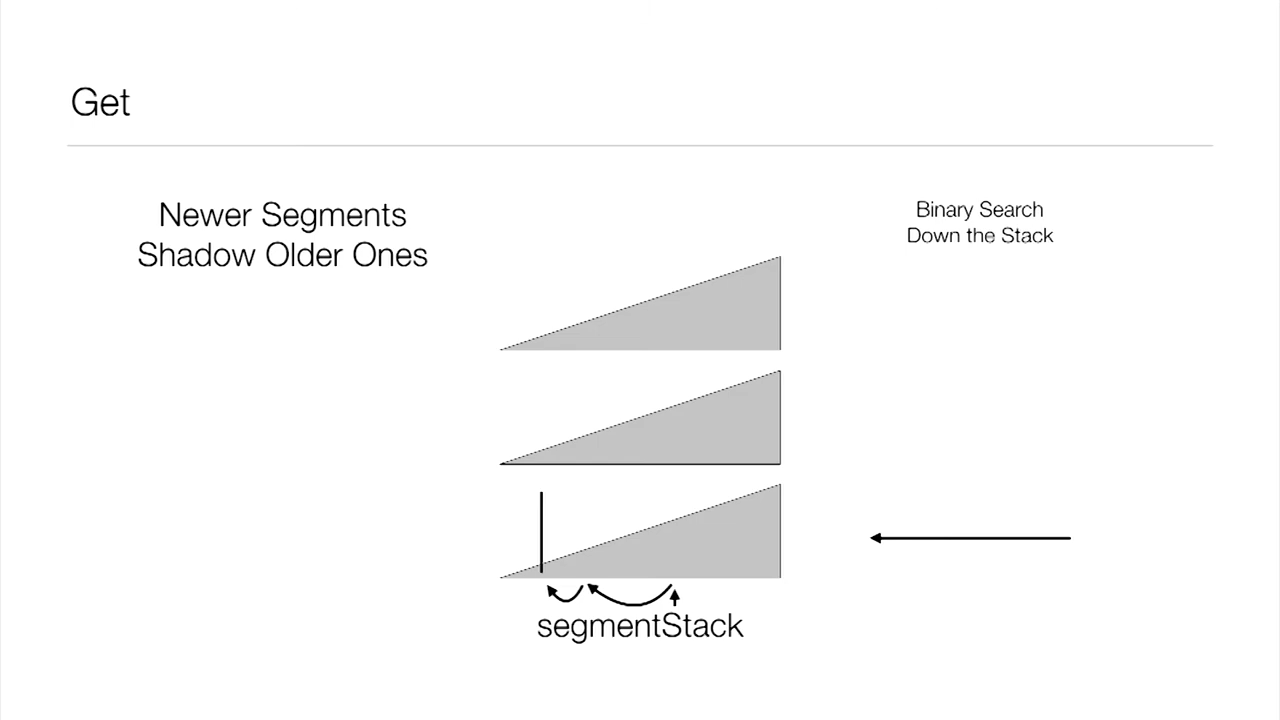 Get
Newer Segments
Shadow Older Ones
Binary Search
Down the Stack
segmentStack